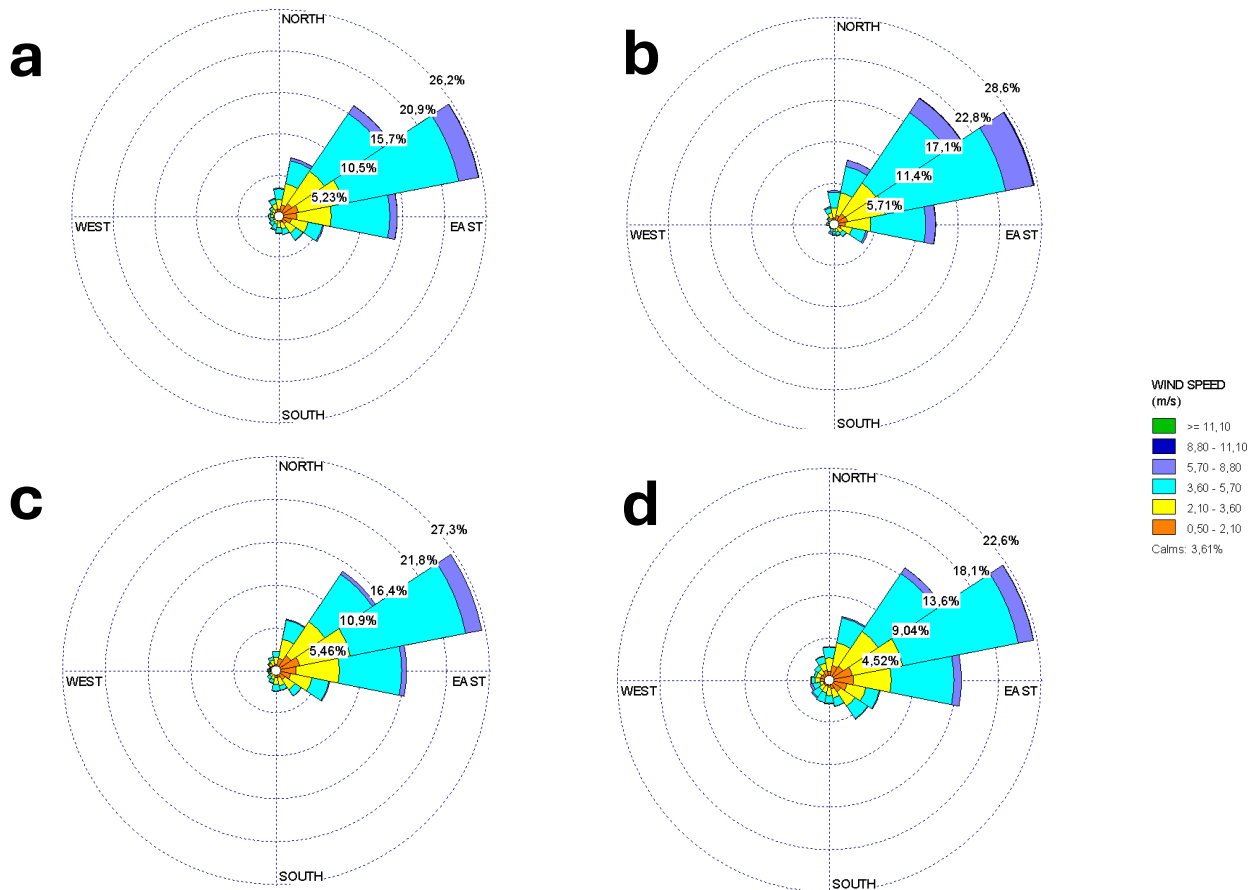 a
NORTH
26,2%
20,9%
15,7%
10,5%
5,23%
WEST
EAST
SOUTH
b
NORTH
28,6%
22,8%
17,1%
11,4%
5,71%
WEST
EAST
SOUTH
c
NORTH
27,3%
21,8%
16,4%
10,9%
5,46%
WEST
EAST
SOUTH
d
NORTH
22,6%
18,1%
13,6%
9,04%
4,52%
WEST
EAST
SOUTH
WIND SPEED
(m/s)
>= 11,10
8,80 - 11,10
5,70 - 8,80
3,60 - 5,70
2,10 - 3,60
0,50 - 2,10
Calms: 3,61%